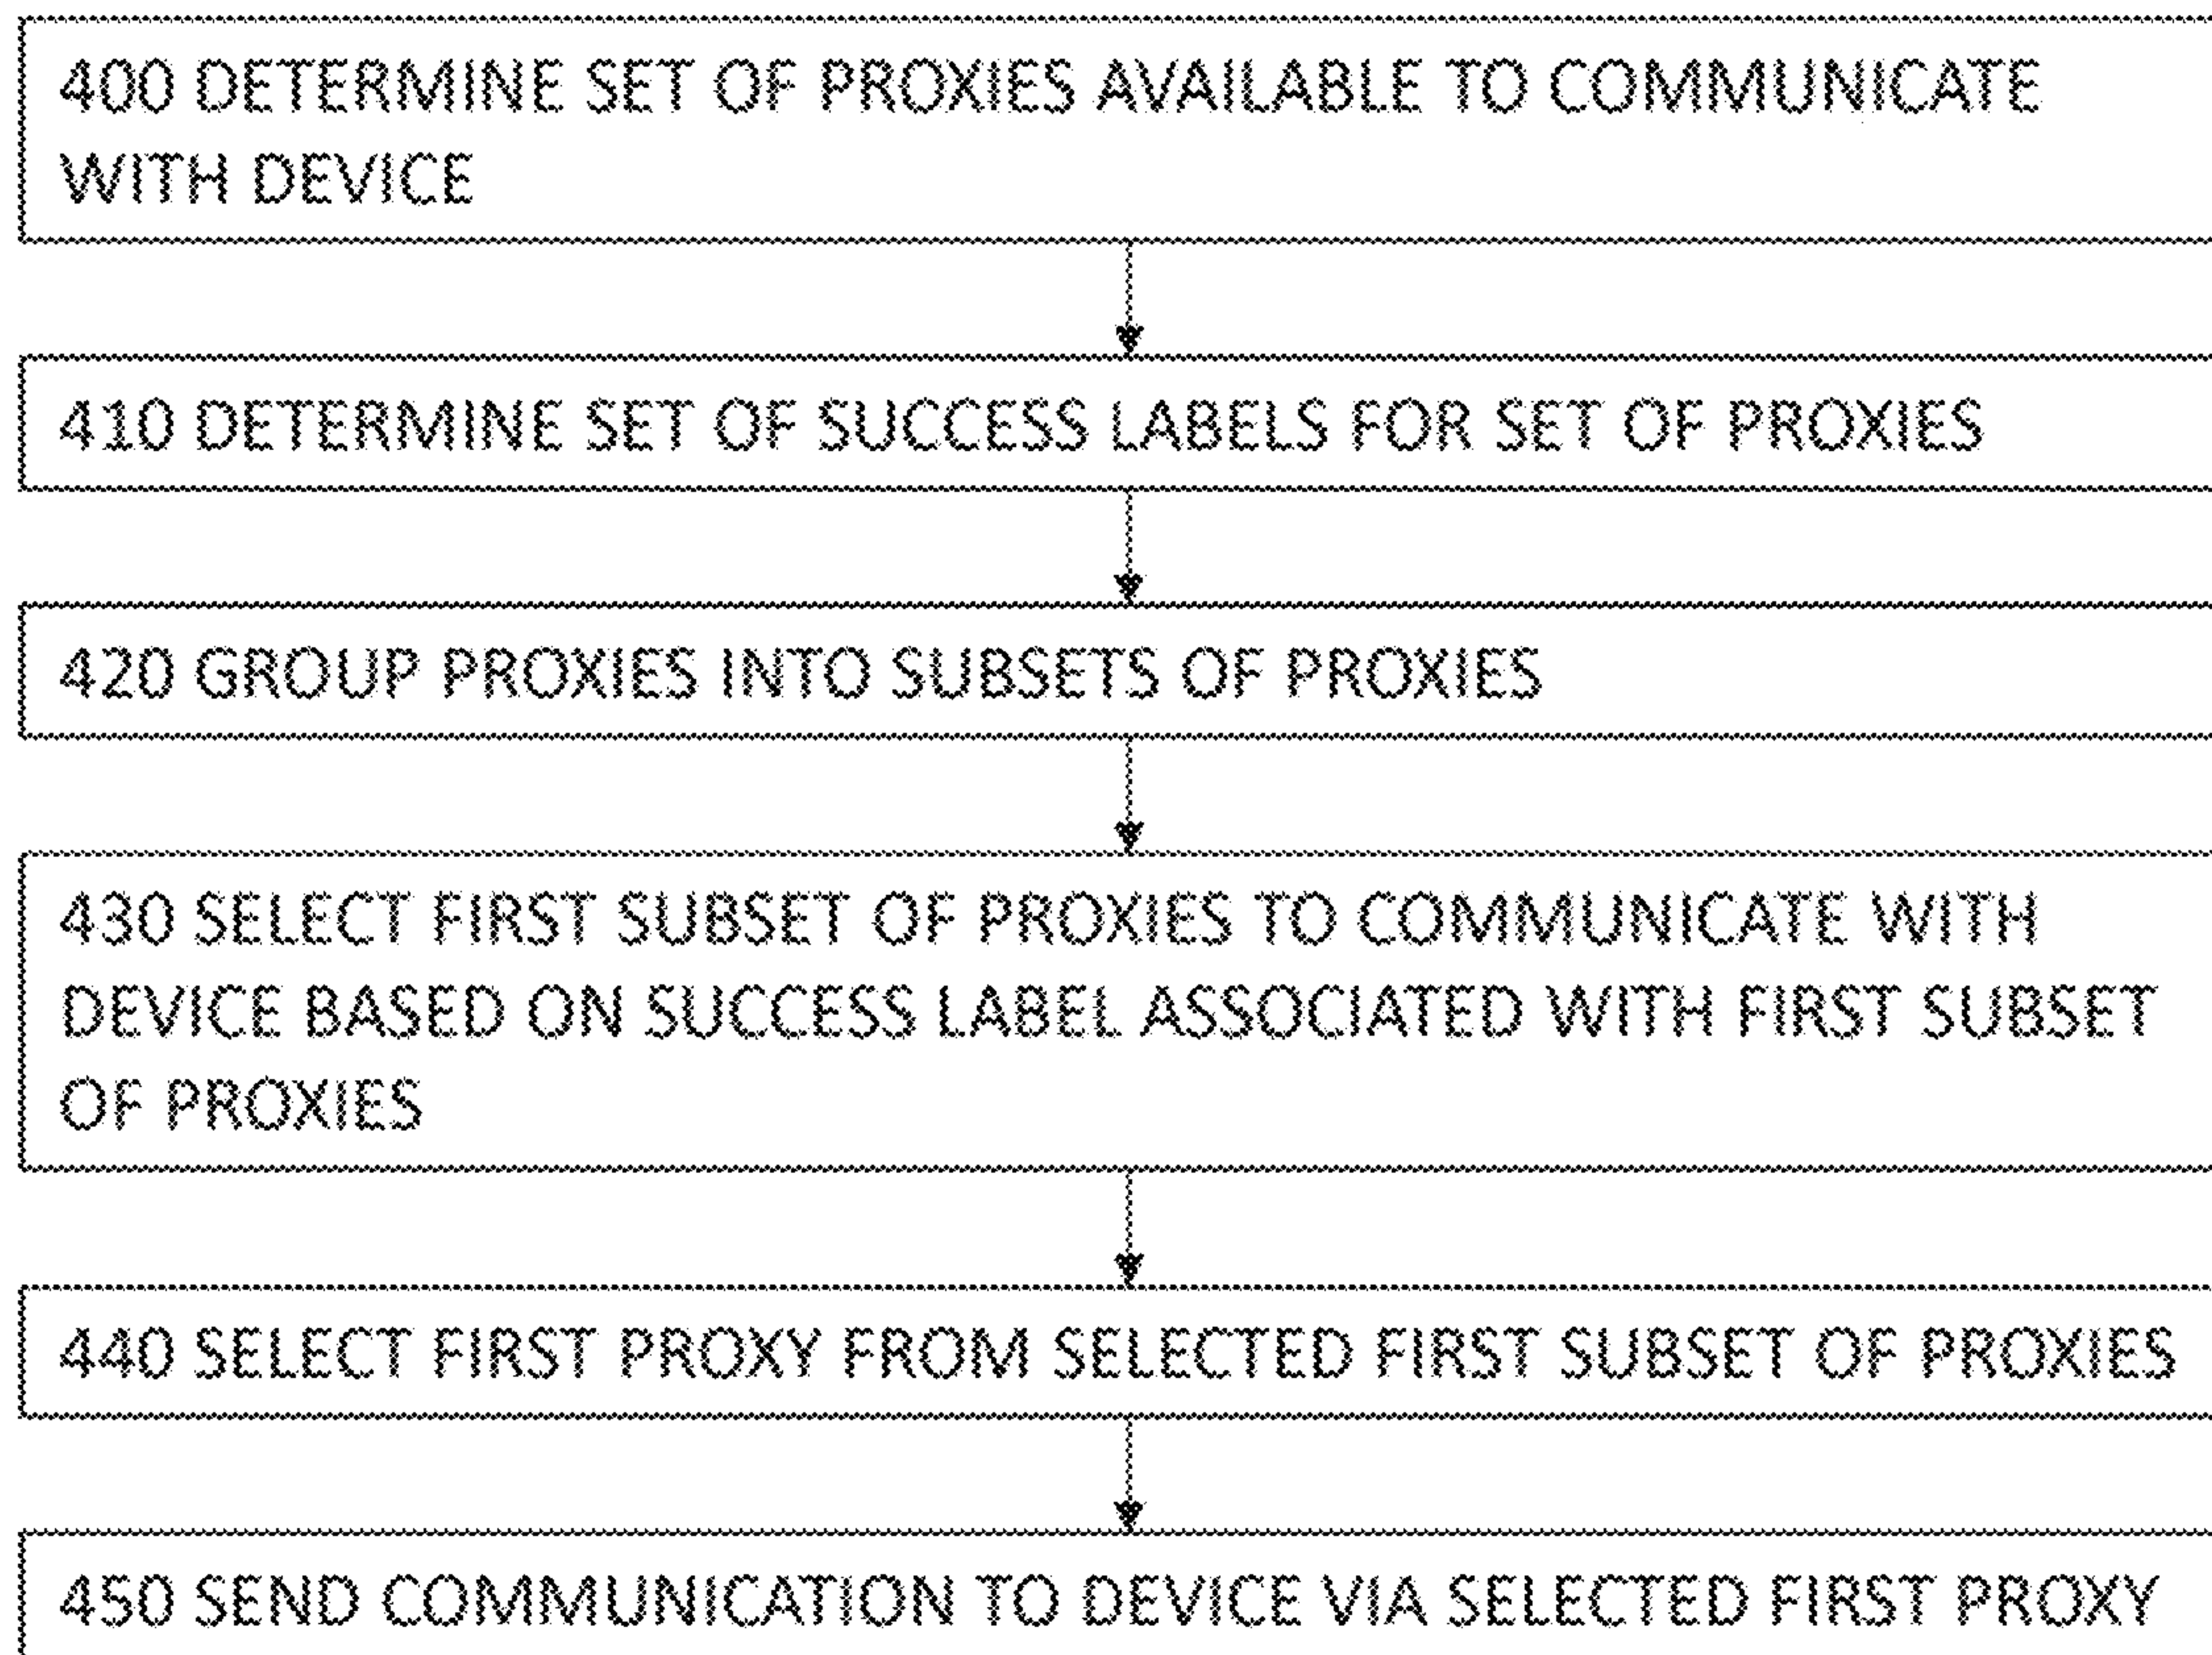 400 DETERMINE SET OF PROXIES AVAILABLE TO COMMUNICATE
WITH DEVICE
410 DETERMINE SET OF SUCCESS LABELS FOR SET OF PROXIES
420 GROUP PROXIES INTO SUBSETS OF PROXIES
430 SELECT FIRST SUBSET OF PROXIES TO COMMUNICATE WITH
DEVICE BASED ON SUCCESS LABEL ASSOCIATED WITH FIRST SUBSET
OF PROXIES
440 SELECT FIRST PROXY FROM SELECTED FIRST SUBSET OF PROXIES
450 SEND COMMUNICATION TO DEVICE VIA SELECTED FIRST PROXY